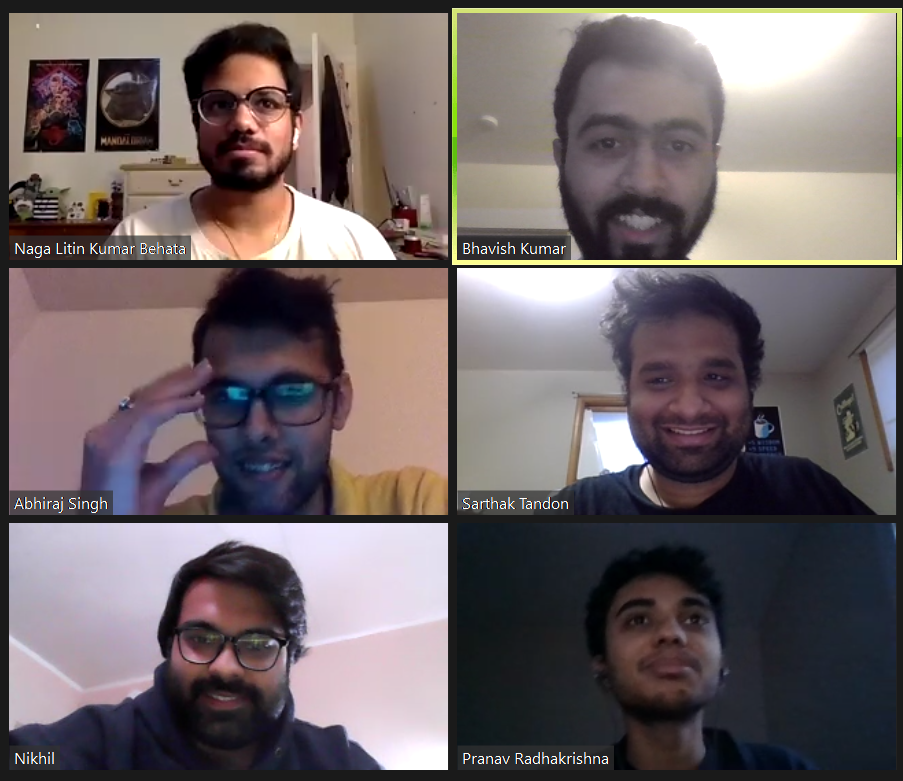 MANDALORIAN
Naga Litin Kumar Behata
Bhavish Kumar
Abhiraj Singh
Sarthak Tandon
Nikhil
Pranav Radhakrishna